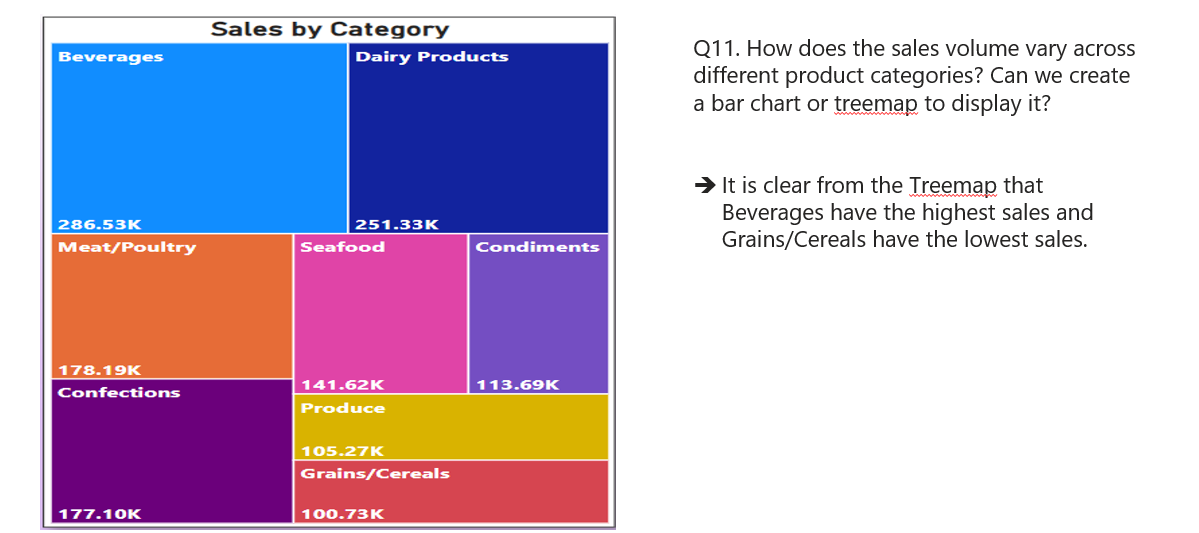 Sales by Category
Beverages
286.53K
Dairy Products
251.33K
Meat/Poultry
178.19K
Seafood
141.62K
Condiments
113.69K
Confections
177.10K
Produce
105.27K
Grains/Cereals
100.73K
Q11. How does the sales volume vary across
different product categories? Can we create
a bar chart or treemap to display it?
➔ It is clear from the Treemap that
Beverages have the highest sales and
Grains/Cereals have the lowest sales.